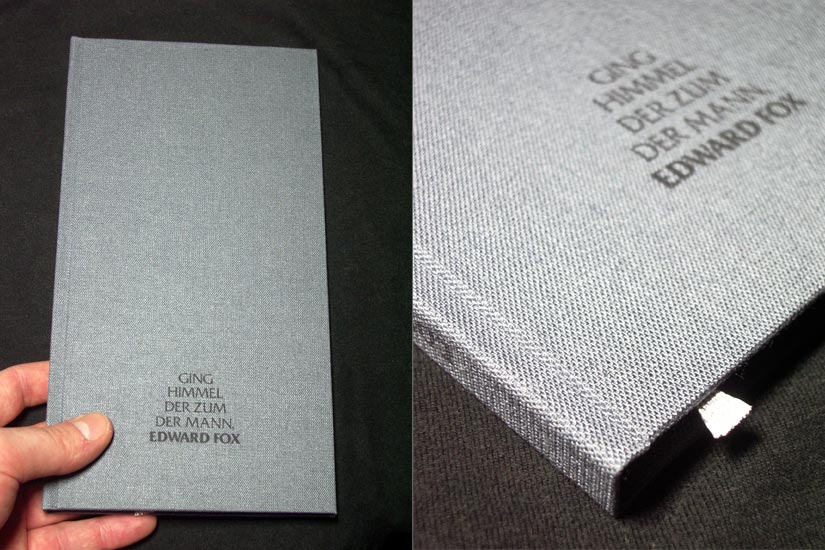 GING
HIMMEL
DER ZUM
DER MANN,
EDWARD FOX
GING
HIMMEL
DER ZUM
DER MANN,
EDWARD FOX